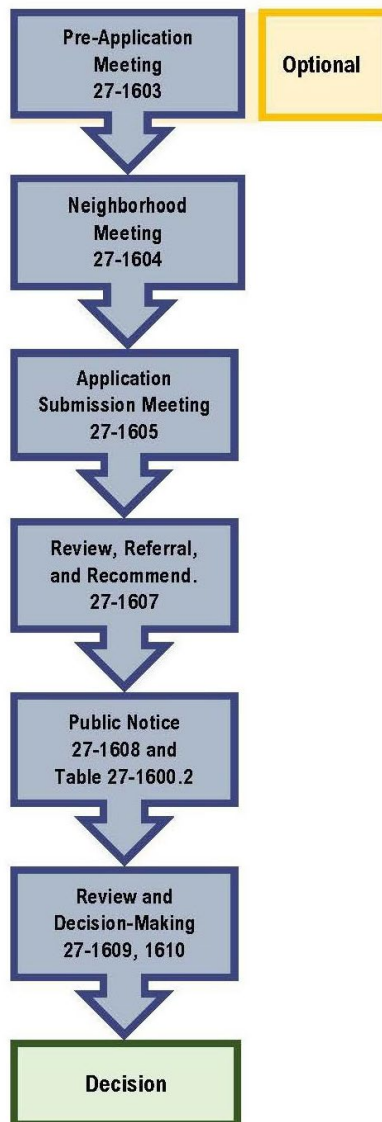 Pre-Application
Meeting
27-1603
Optional
Neighborhood
Meeting
27-1604
Application
Submission Meeting
27-1605
Review, Referral,
and Recommend.
27-1607
Public Notice
27-1608 and
Table 27-1600.2
Review and
Decision-Making
27-1609, 1610
Decision